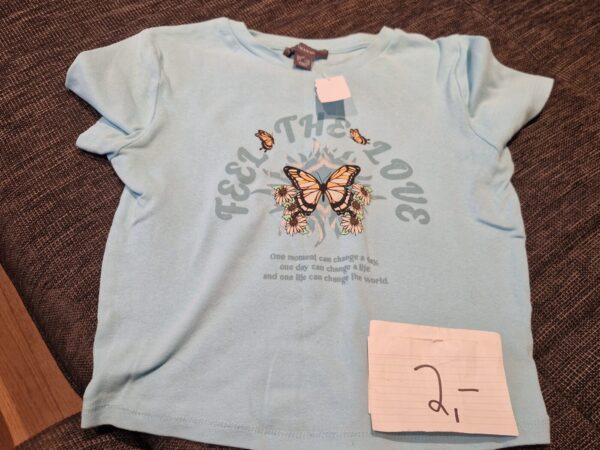 FEEL THE LOVE
One moment can change a day,
one day can change a life
and one life can change the world.
2,-